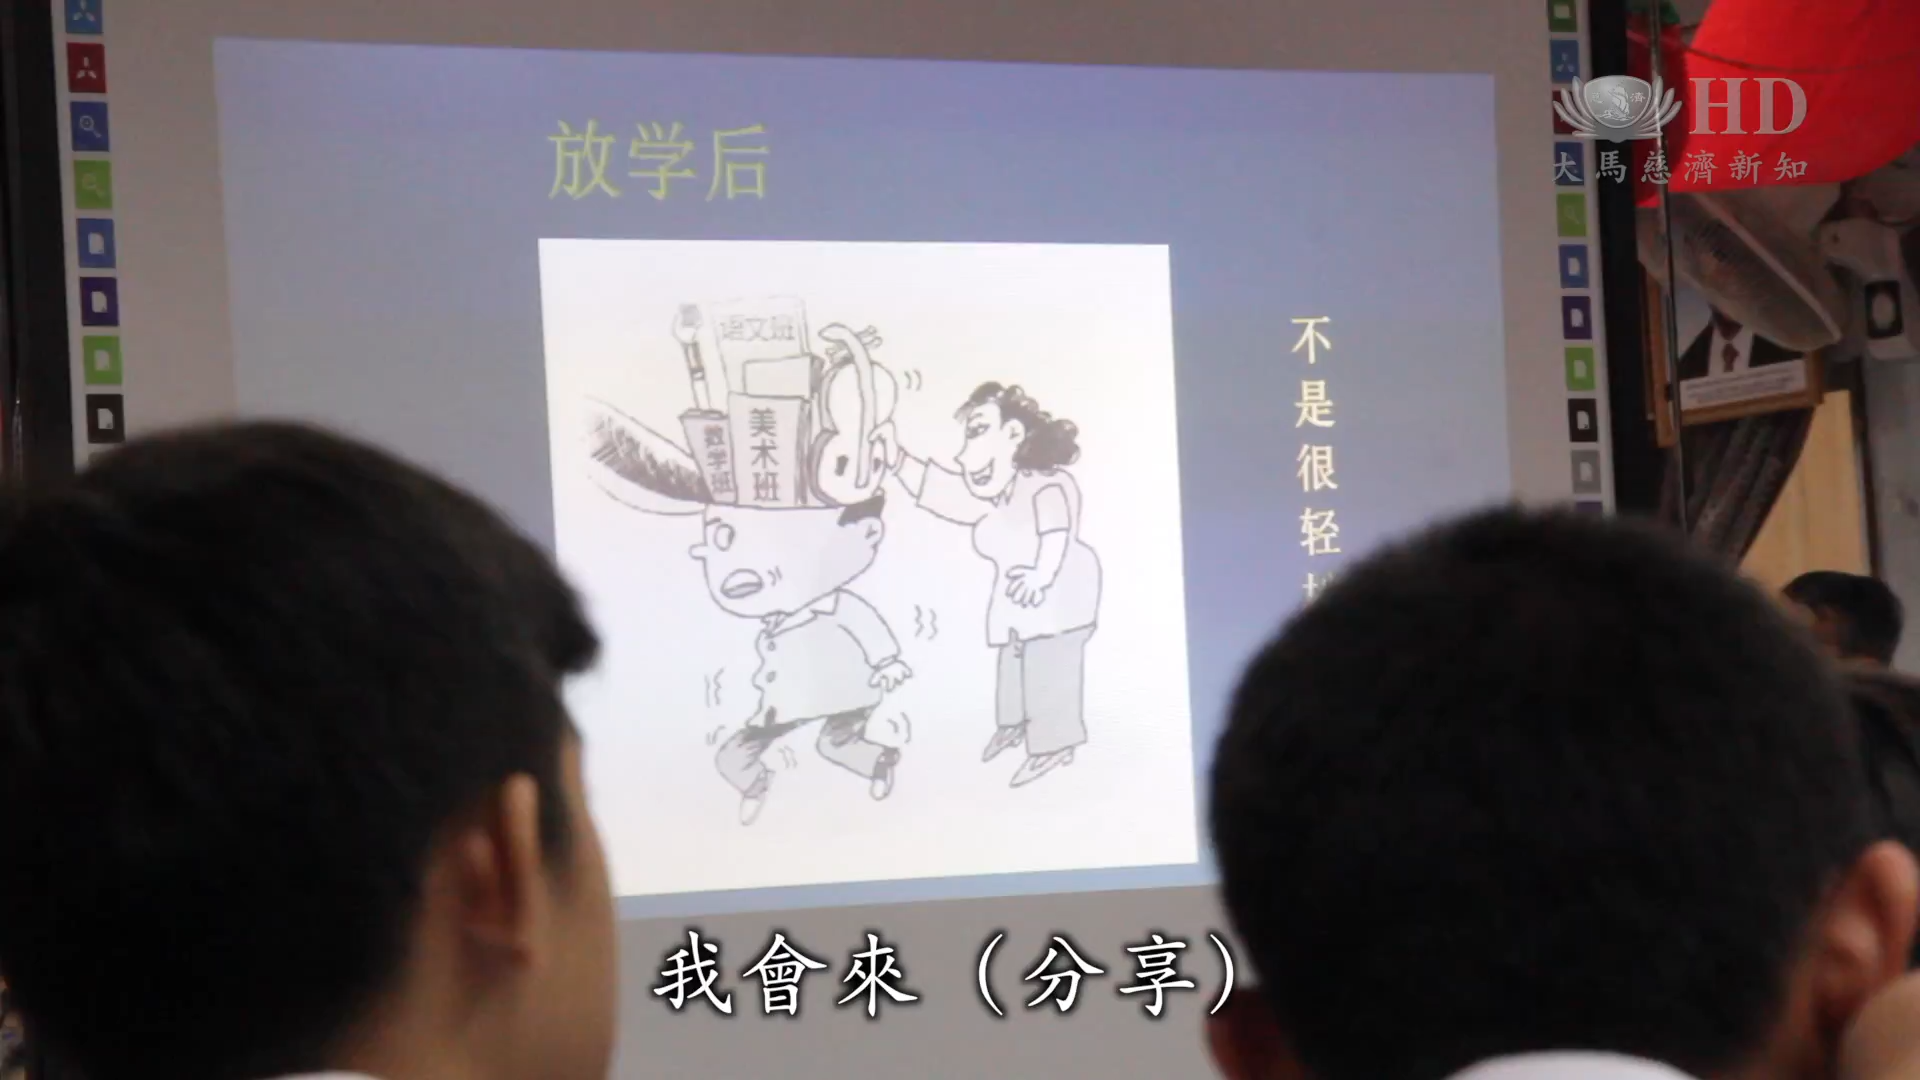 HD
大馬慈濟新知
放学后
语文班
美术班
数学班
不是很轻
我會來（分享）